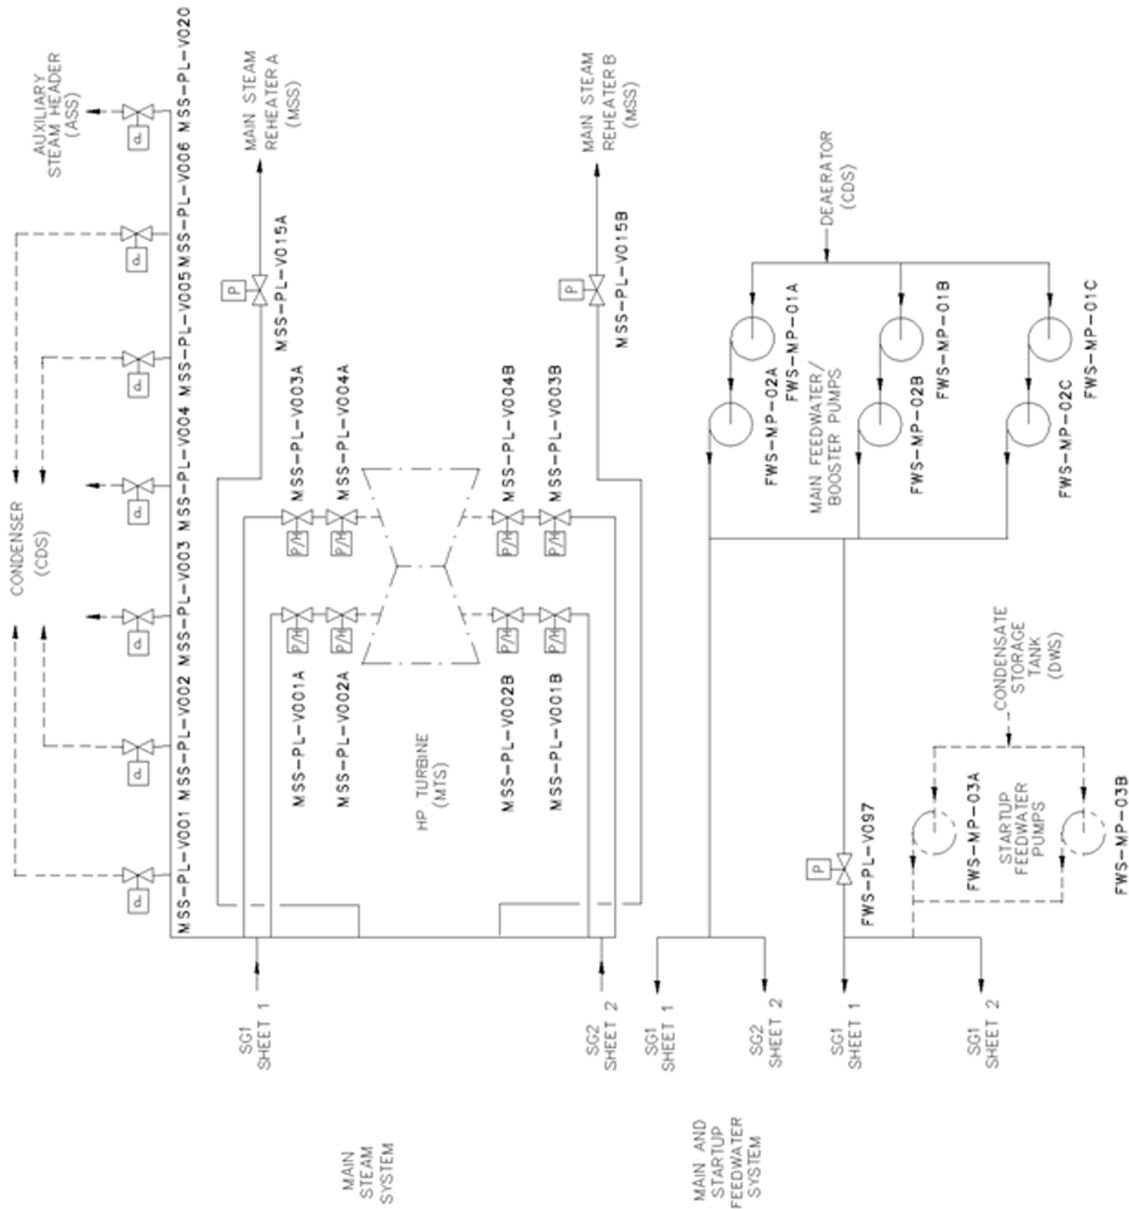 AUXILIARY
STEAM HEADER
(ASS)
CONDENSER
(CDS)
MSS-PL-V001
MSS-PL-V002
MSS-PL-V003
MSS-PL-V004
MSS-PL-V005
MSS-PL-V006
MSS-PL-V020
P
P
P
P
P
P
P
MAIN STEAM
REHEATER A
(MSS)
P
MSS-PL-V015A
MSS-PL-V003A
MSS-PL-V004A
P/H
P/H
MSS-PL-V001A
MSS-PL-V002A
P/H
P/H
HP TURBINE
(MTS)
MSS-PL-V004B
MSS-PL-V003B
P/H
P/H
MSS-PL-V002B
MSS-PL-V001B
P/H
P/H
MAIN STEAM
REHEATER B
(MSS)
P
MSS-PL-V015B
SG1
SHEET 1
SG2
SHEET 2
MAIN
STEAM
SYSTEM
DEAERATOR
(CDS)
FWS-MP-01A
FWS-MP-02A
FWS-MP-01B
FWS-MP-02B
FWS-MP-01C
FWS-MP-02C
MAIN FEEDWATER/
BOOSTER PUMPS
CONDENSATE
STORAGE
TANK
(DWS)
P
FWS-PL-V097
FWS-MP-03A
STARTUP
FEEDWATER
PUMPS
FWS-MP-03B
SG1
SHEET 1
SG2
SHEET 2
SG1
SHEET 1
SG1
SHEET 2
MAIN AND
STARTUP
FEEDWATER
SYSTEM